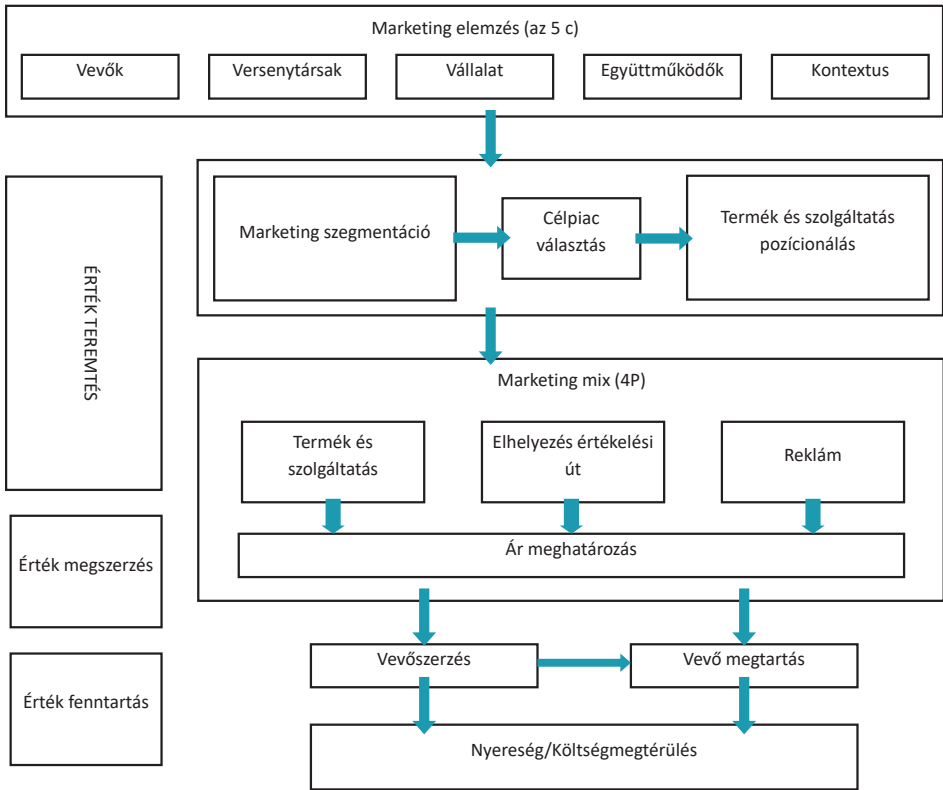 Marketing elemzés (az 5 c)
Vevők
Versenytársak
Vállalat
Együttműködők
Kontextus
ÉRTÉK TEREMTÉS
Marketing szegmentáció
Célpiac
választás
Termék és szolgáltatás
pozícionálás
Marketing mix (4P)
Termék és
szolgáltatás
Elhelyezés értékelési
út
Reklám
Ár meghatározás
Érték megszerzés
Vevőszerzés
Vevő megtartás
Érték fenntartás
Nyereség/Költségmegtérülés